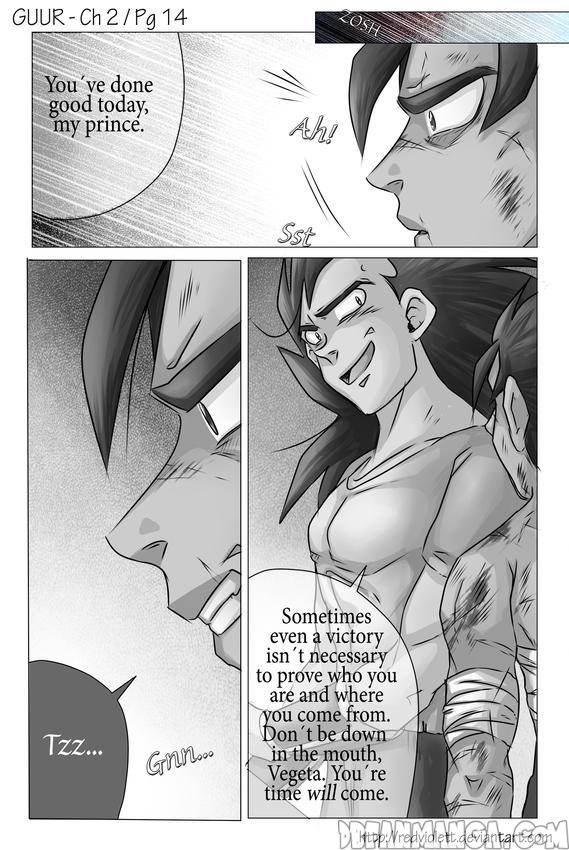 GUUR - Ch 2 / Pg 14
ZOSH
You´ve done
good today,
my prince.
Ah!
Sst
Sometimes
even a victory
isn´t necessary
to prove who you
are and where
you come from.
Don´t be down
in the mouth,
Vegeta. You´re
time will come.
Tzz...
Gnn...
http://redviolett.deviantart.com
DBFANMANGA.COM